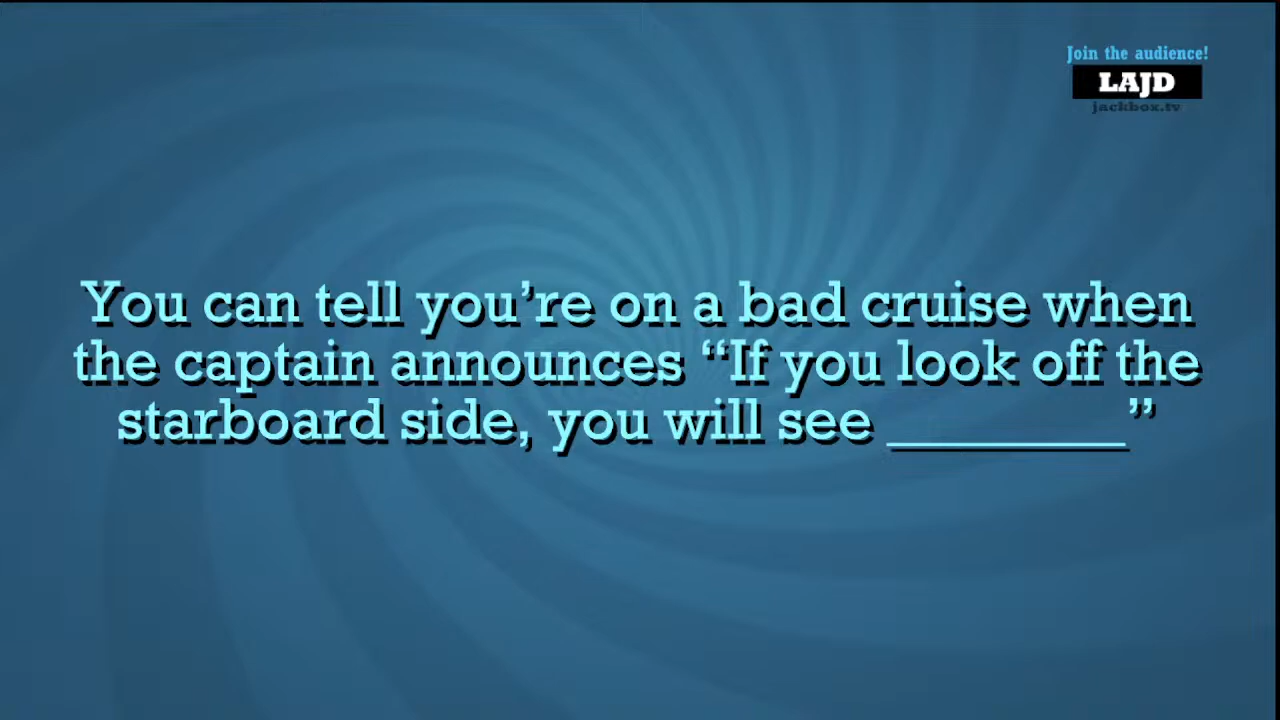 Join the audience!
LAJD
jackbox.tv
You can tell you’re on a bad cruise when
the captain announces “If you look off the
starboard side, you will see ________”